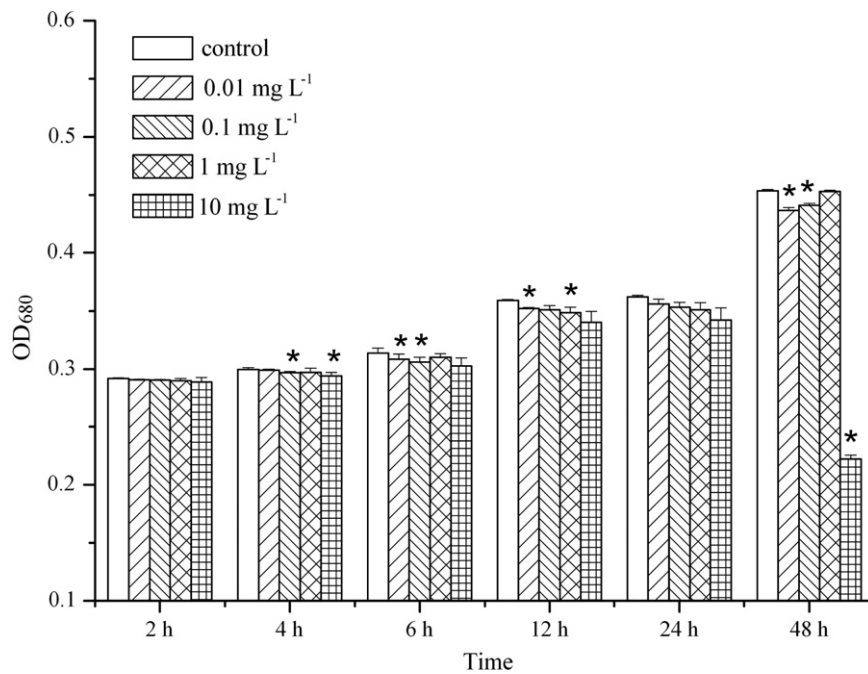 0.6
0.5
0.4
0.3
0.2
0.1
OD680
control
0.01 mg L-1
0.1 mg L-1
1 mg L-1
10 mg L-1
* * * * * * * * * *
2 h 4 h 6 h 12 h 24 h 48 h
Time